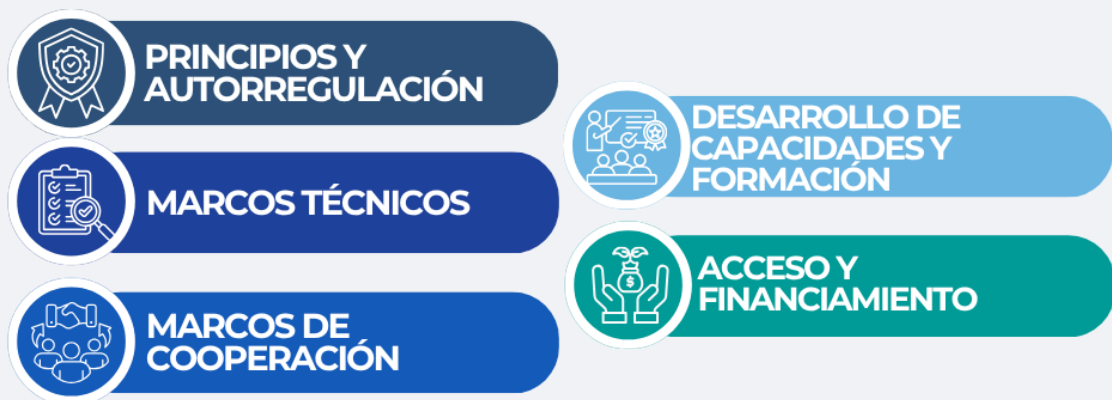 PRINCIPIOS Y
AUTORREGULACIÓN
MARCOS TÉCNICOS
MARCOS DE
COOPERACIÓN
DESARROLLO DE
CAPACIDADES Y
FORMACIÓN
$
ACCESO Y
FINANCIAMIENTO